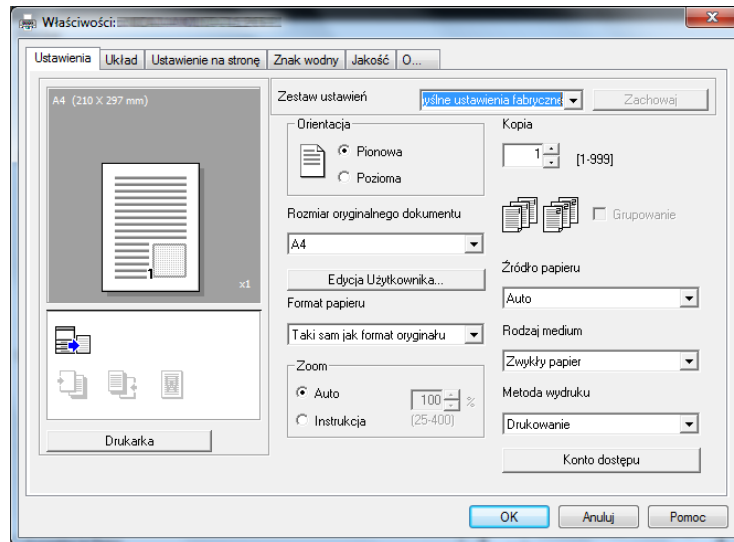 Właściwości:
Ustawienia Układ Ustawienie na stronę Znak wodny Jakość O...
A4 (210 X 297 mm)
1
x1
Drukarka
Zestaw ustawień
yślne ustawienia fabryczne
Zachowaj
Orientacja
Pionowa
Pozioma
Rozmiar oryginalnego dokumentu
A4
Edycja Użytkownika...
Format papieru
Taki sam jak format oryginału
Zoom
Auto
Instrukcja
100 %
(25-400)
Kopia
1 [1-999]
Grupowanie
Źródło papieru
Auto
Rodzaj medium
Zwykły papier
Metoda wydruku
Drukowanie
Konto dostępu
OK Anuluj Pomoc